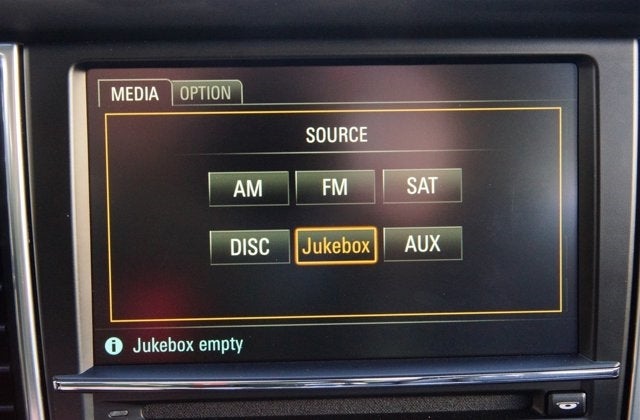 MEDIA OPTION
SOURCE
AM FM SAT
DISC Jukebox AUX
i Jukebox empty